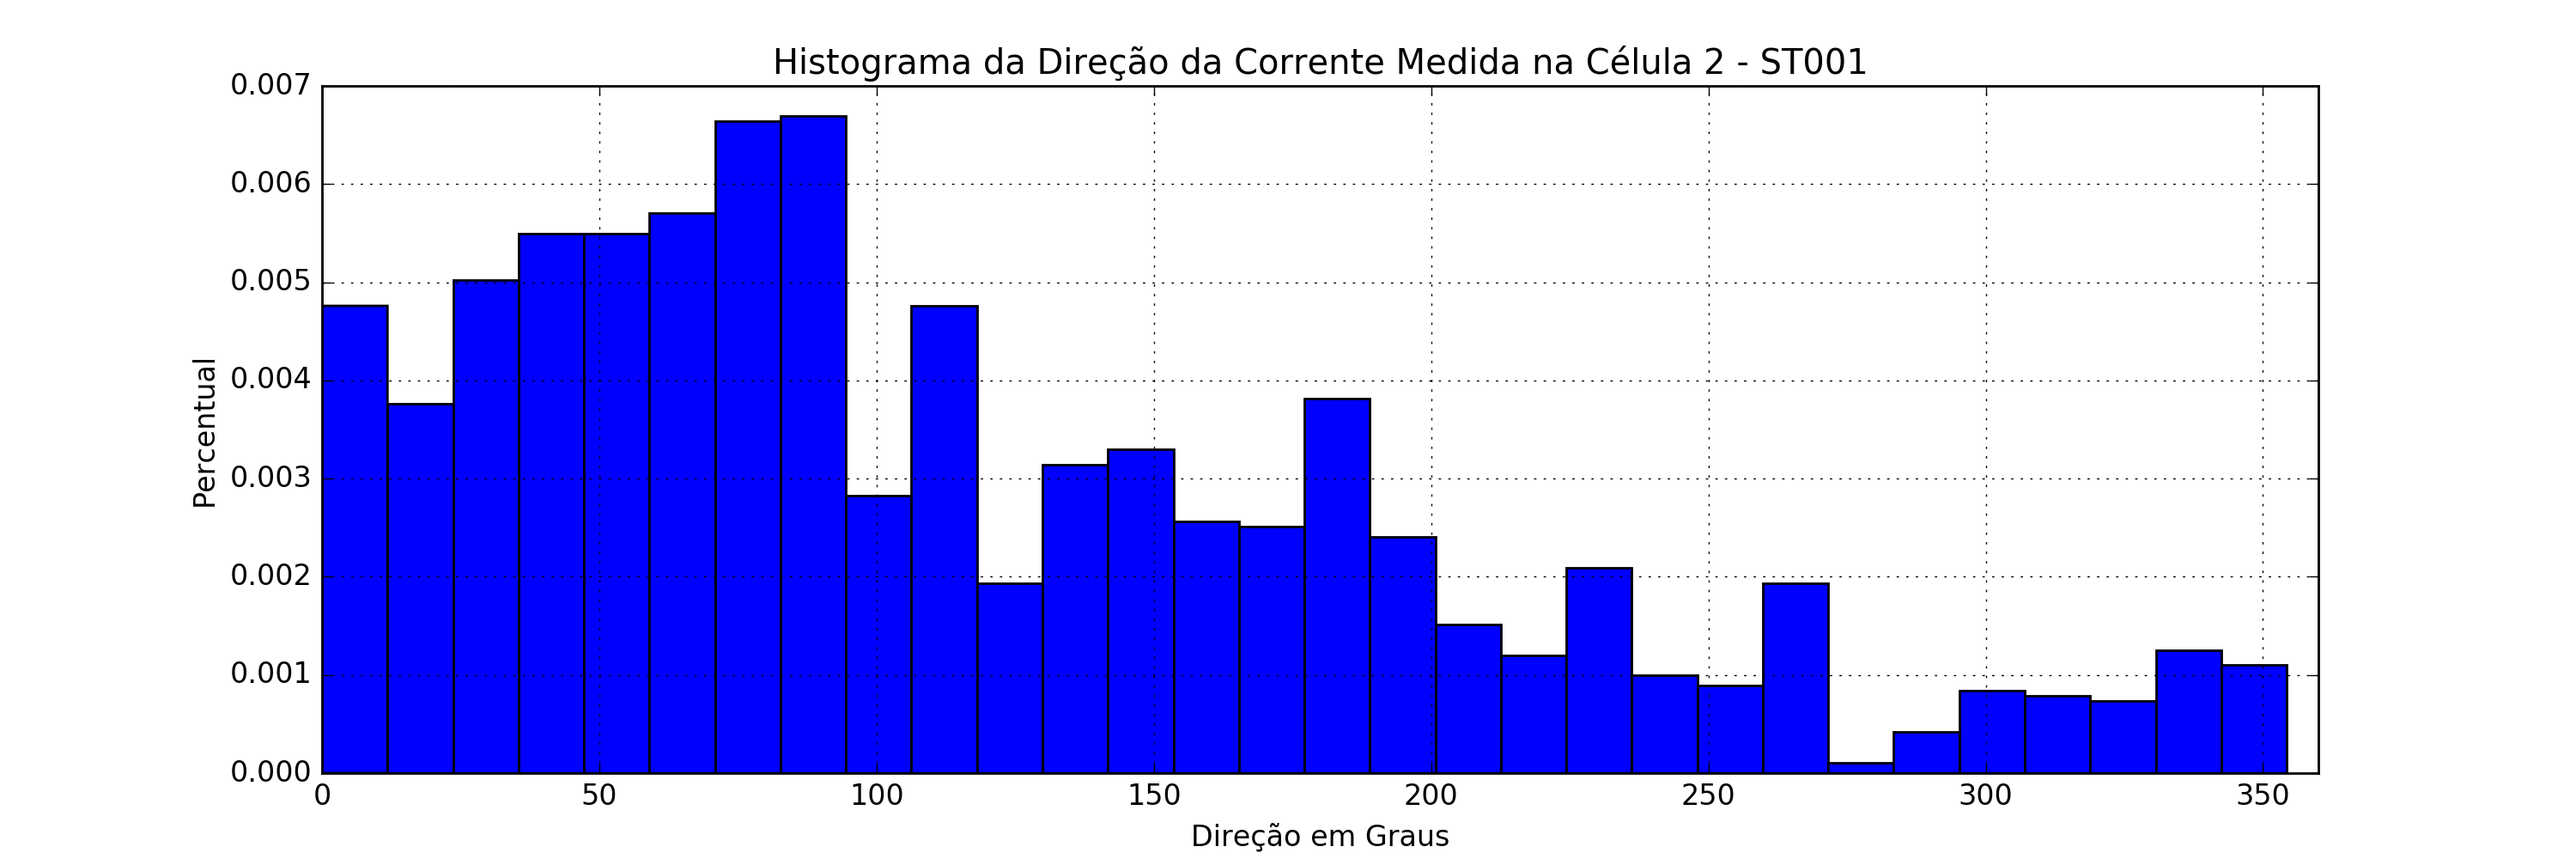 Histograma da Direção da Corrente Medida na Célula 2 - ST001
0.007
0.006
0.005
0.004
0.003
0.002
0.001
0.000
Percentual
0 50 100 150 200 250 300 350
Direção em Graus